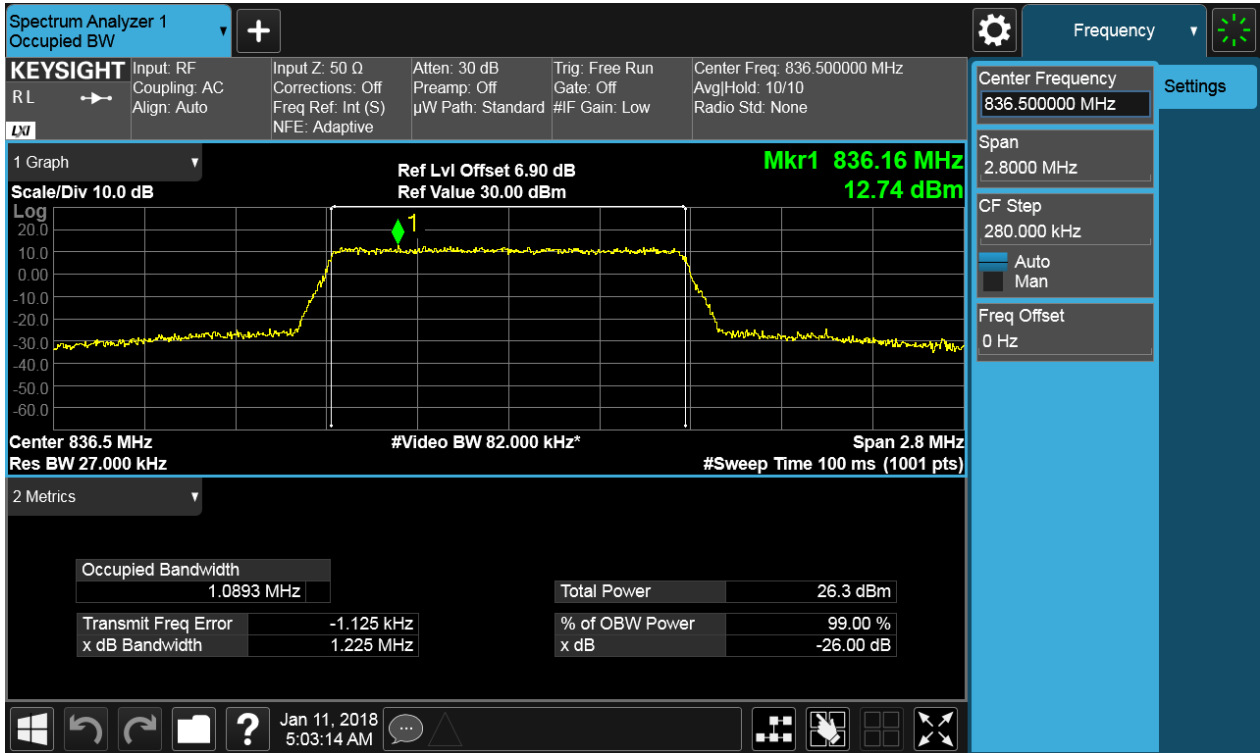 Spectrum Analyzer 1
Occupied BW
+
Frequency
KEYSIGHT
RL
LXI
Input: RF
Coupling: AC
Align: Auto
Input Z: 50 Ω
Corrections: Off
Freq Ref: Int (S)
NFE: Adaptive
Atten: 30 dB
Preamp: Off
µW Path: Standard
Trig: Free Run
Gate: Off
#IF Gain: Low
Center Freq: 836.500000 MHz
Avg|Hold: 10/10
Radio Std: None
Center Frequency
836.500000 MHz
Settings
Span
2.8000 MHz
CF Step
280.000 kHz
Auto
Man
Freq Offset
0 Hz
1 Graph
Scale/Div 10.0 dB
Log
Ref Lvl Offset 6.90 dB
Ref Value 30.00 dBm
Mkr1 836.16 MHz
12.74 dBm
1
20.0
10.0
0.00
-10.0
-20.0
-30.0
-40.0
-50.0
-60.0
Center 836.5 MHz
Res BW 27.000 kHz
#Video BW 82.000 kHz*
Span 2.8 MHz
#Sweep Time 100 ms (1001 pts)
2 Metrics
Occupied Bandwidth
1.0893 MHz
Total Power 26.3 dBm
Transmit Freq Error -1.125 kHz
% of OBW Power 99.00 %
x dB Bandwidth 1.225 MHz
x dB -26.00 dB
?
Jan 11, 2018
5:03:14 AM